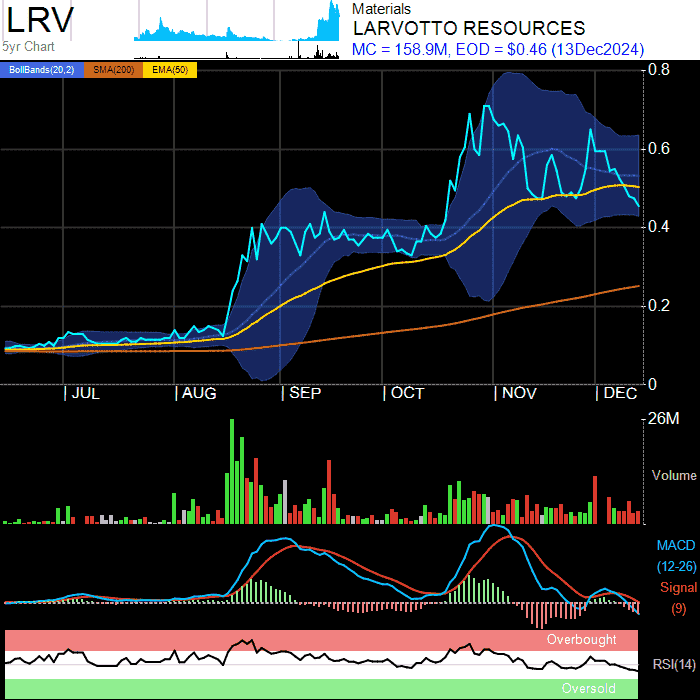 LRV
5yr Chart
Materials
LARVOTTO RESOURCES
MC = 158.9M, EOD = $0.46 (13Dec2024)
BollBands(20,2) SMA(200) EMA(50)
0.8
0.6
0.4
0.2
0
JUL AUG SEP OCT NOV DEC
26M
Volume
MACD
(12-26)
Signal
(9)
Overbought
RSI(14)
Oversold